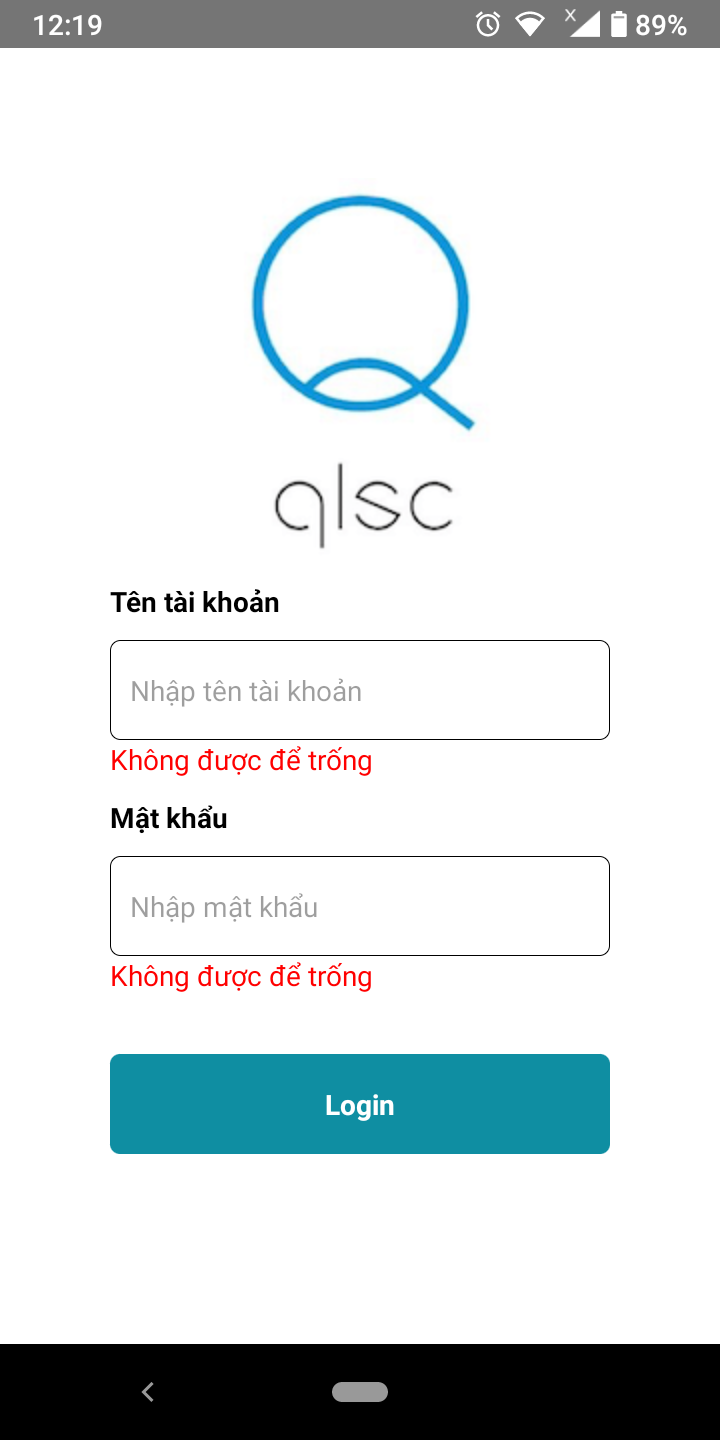 12:19 89%
qlsc
Tên tài khoản
Nhập tên tài khoản
Không được để trống
Mật khẩu
Nhập mật khẩu
Không được để trống
Login